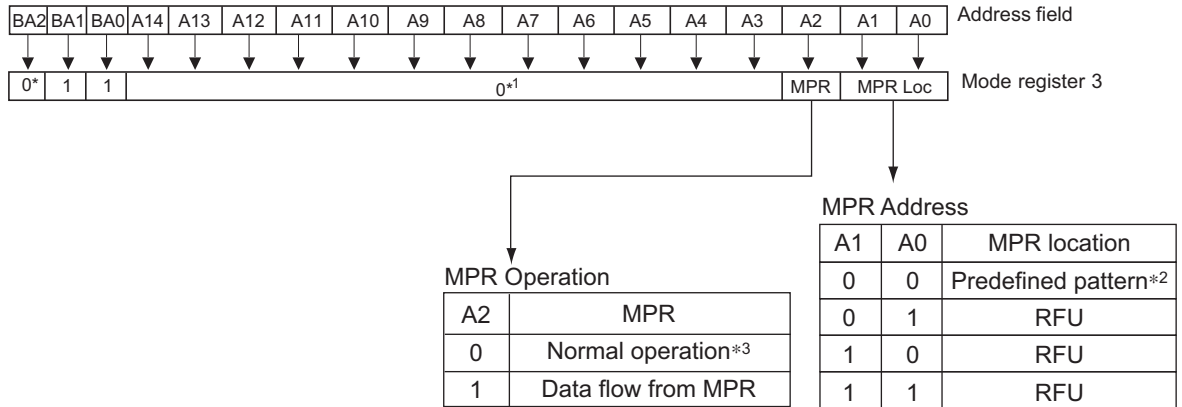 BA2 BA1 BA0 A14 A13 A12 A11 A10 A9 A8 A7 A6 A5 A4 A3 A2 A1 A0 Address field
0* 1 1 0*1 MPR MPR Loc Mode register 3
MPR Operation
A2 MPR
0 Normal operation*3
1 Data flow from MPR
MPR Address
A1 A0 MPR location
0 0 Predefined pattern*2
0 1 RFU
1 0 RFU
1 1 RFU